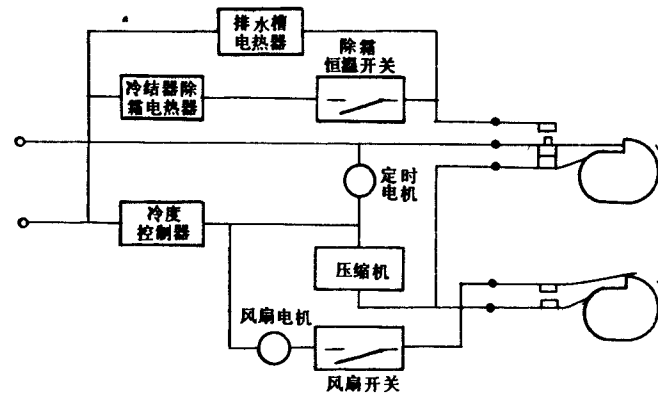 排水槽
电热器
除霜
恒温开关
冷结器除
霜电热器
定时
电机
冷度
控制器
压缩机
风扇电机
风扇开关